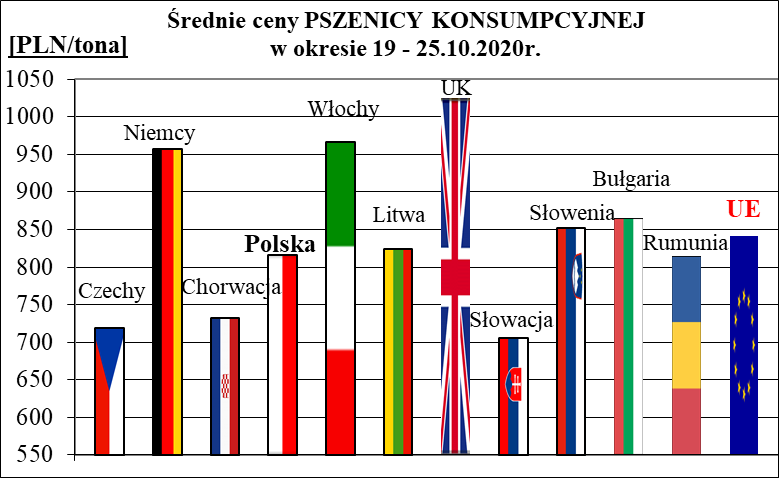 Średnie ceny PSZENICY KONSUMPCYJNEJ
w okresie 19 - 25.10.2020r.
[PLN/tona]
1050
1000
950
900
850
800
750
700
650
600
550
Czechy
Niemcy
Chorwacja
Polska
Włochy
Litwa
UK
Słowacja
Słowenia
Bułgaria
Rumunia
UE